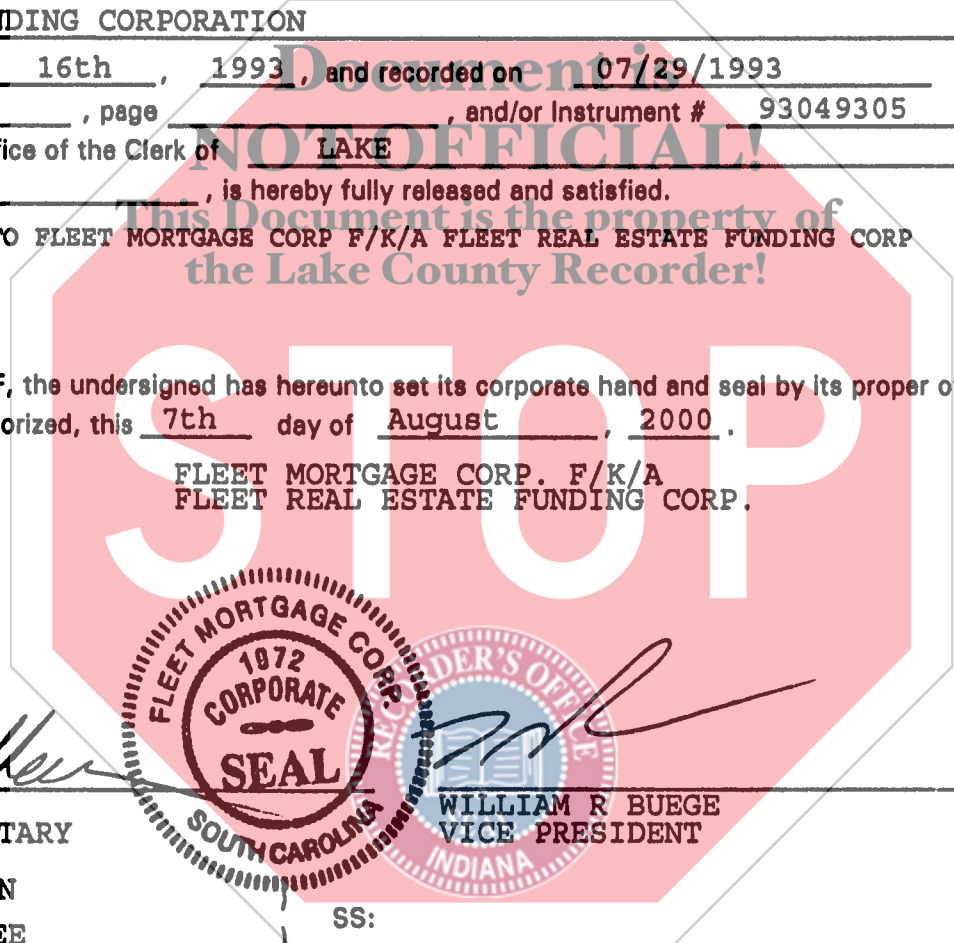 DING CORPORATION
16th , 1993 , and recorded on 07/29/1993
, page , and/or Instrument # 93049305
fice of the Clerk of LAKE
, is hereby fully released and satisfied.
O FLEET MORTGAGE CORP F/K/A FLEET REAL ESTATE FUNDING CORP
Document is
NOT OFFICIAL!
This Document is the property of
the Lake County Recorder!
STOP
F, the undersigned has hereunto set its corporate hand and seal by its proper o
orized, this 7th day of August , 2000 .
FLEET MORTGAGE CORP. F/K/A
FLEET REAL ESTATE FUNDING CORP.
FLEET MORTGAGE CORP.
1972
CORPORATE
SEAL
SOUTH CAROLINA
RECORDER'S OFFICE
INDIANA
WILLIAM R BUEGE
VICE PRESIDENT
TARY
N
EE
SS: